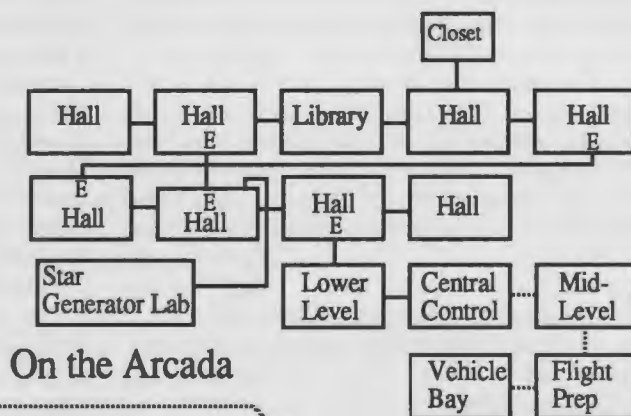 Closet
Hall
Hall
E
Library
Hall
Hall
E
E
Hall
E
Hall
Hall
E
Hall
Star
Generator Lab
Lower
Level
Central
Control
Mid-
Level
On the Arcada
Vehicle
Bay
Flight
Prep